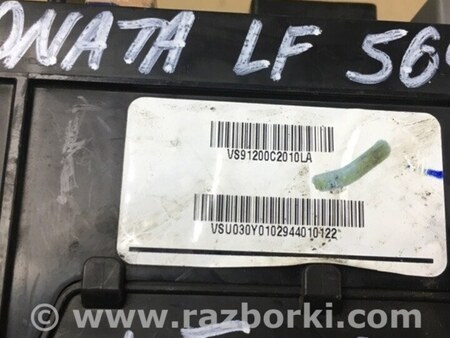 ONATA LF 56
VS91200C2010LA
VSU030Y0102944010122
www.razborki.com